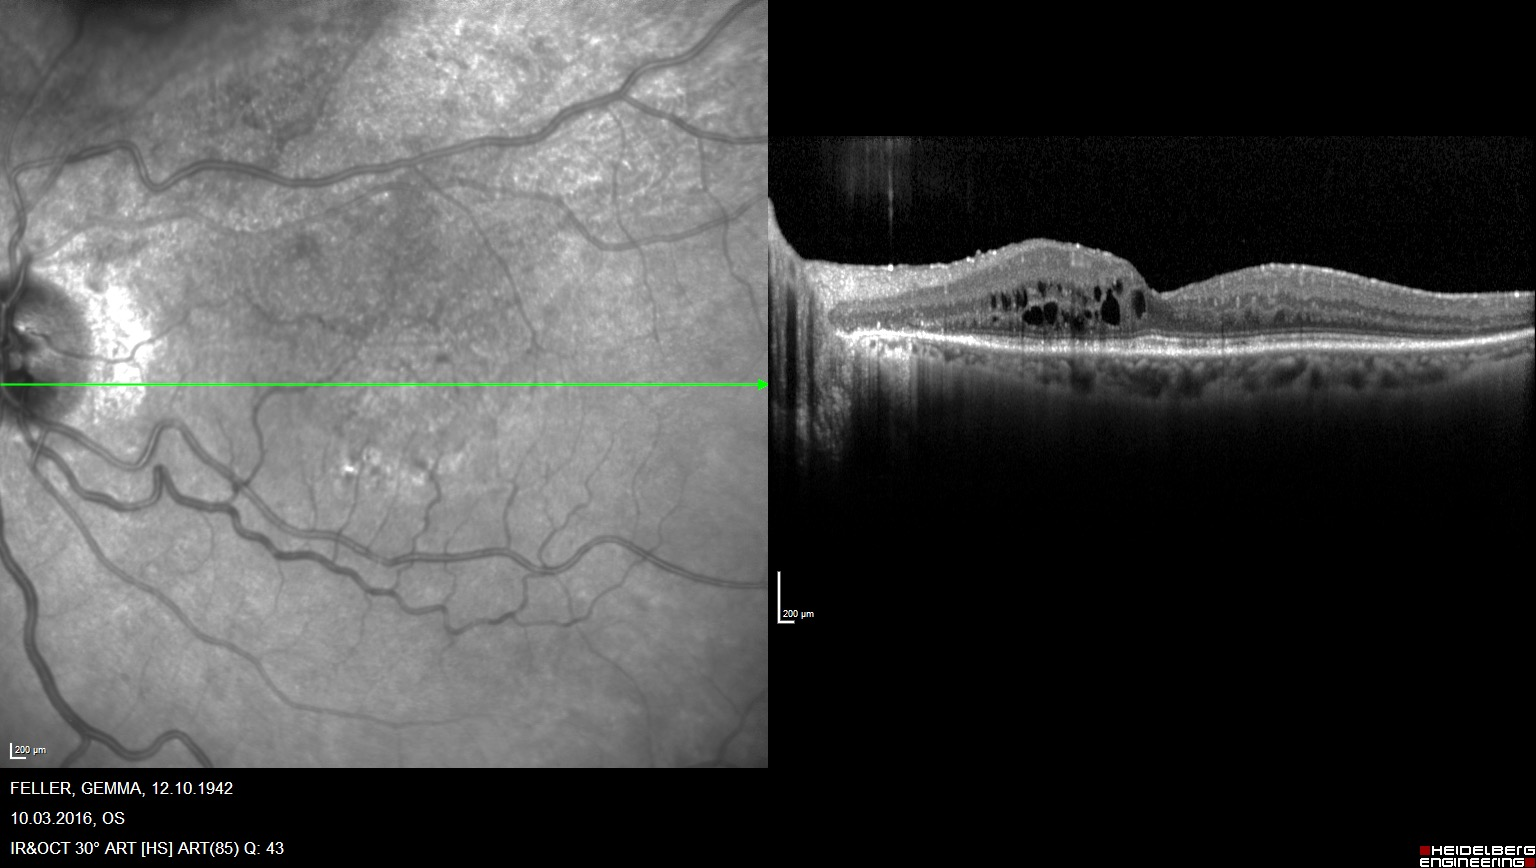 200 µm
200 µm
FELLER, GEMMA, 12.10.1942
10.03.2016, OS
IR&OCT 30° ART [HS] ART(85) Q: 43
HEIDELBERG
ENGINEERING